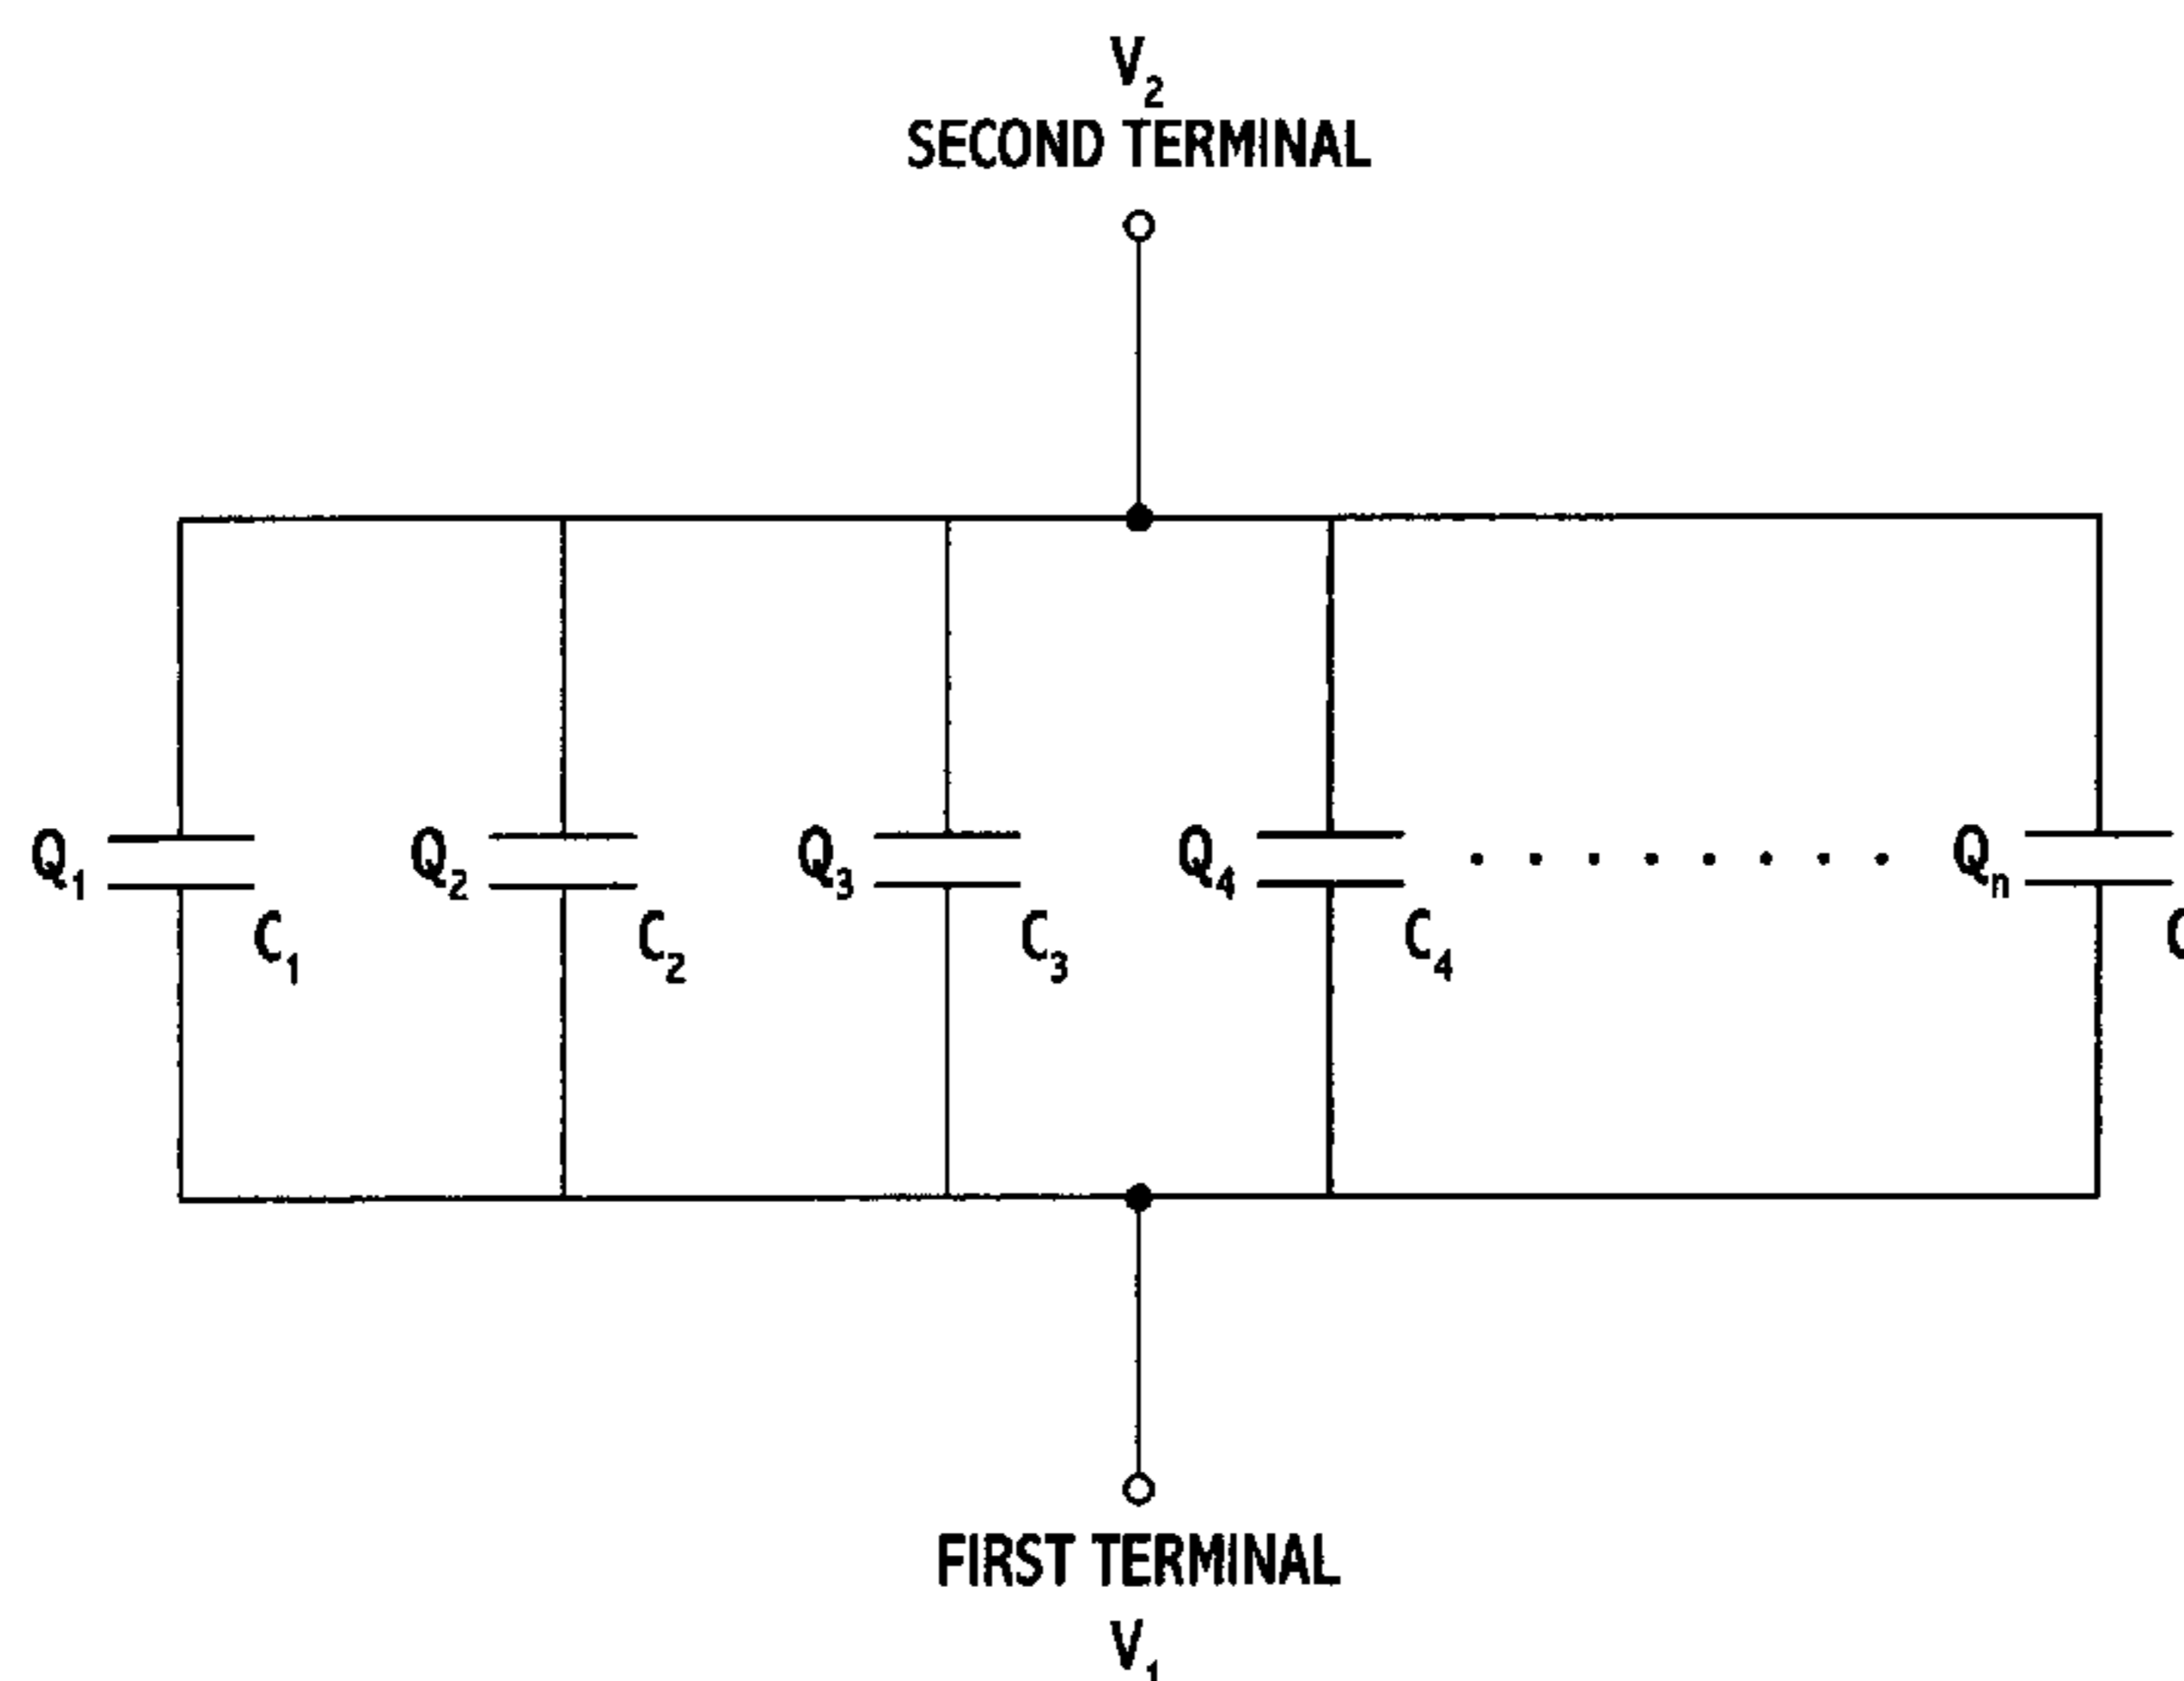 V₂
SECOND TERMINAL
Q₁ C₁ Q₂ C₂ Q₃ C₃ Q₄ C₄ Qₙ
FIRST TERMINAL
V₁